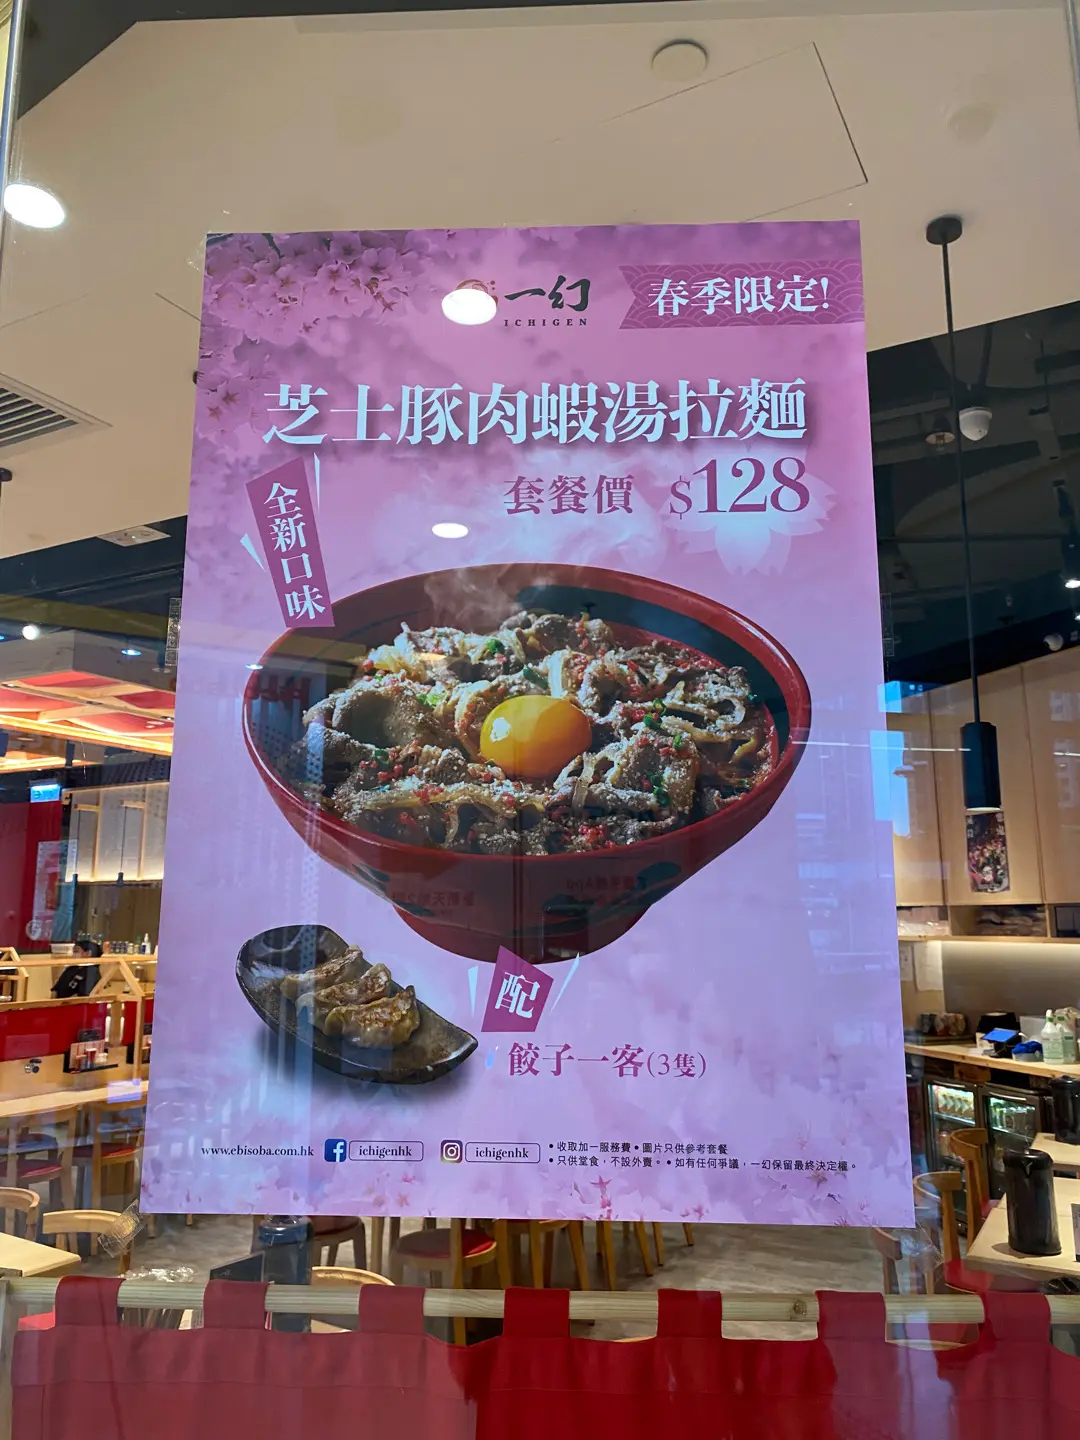 一幻
ICHIGEN
春季限定!
芝士豚肉蝦湯拉麵
套餐價 $128
全新口味
配
餃子一客(3隻)
www.ebisoba.com.hk
ichigenhk
ichigenhk
• 收取加一服務費 • 圖片只供參考套餐
• 只供堂食，不設外賣。 • 如有任何爭議，一幻保留最終決定權。